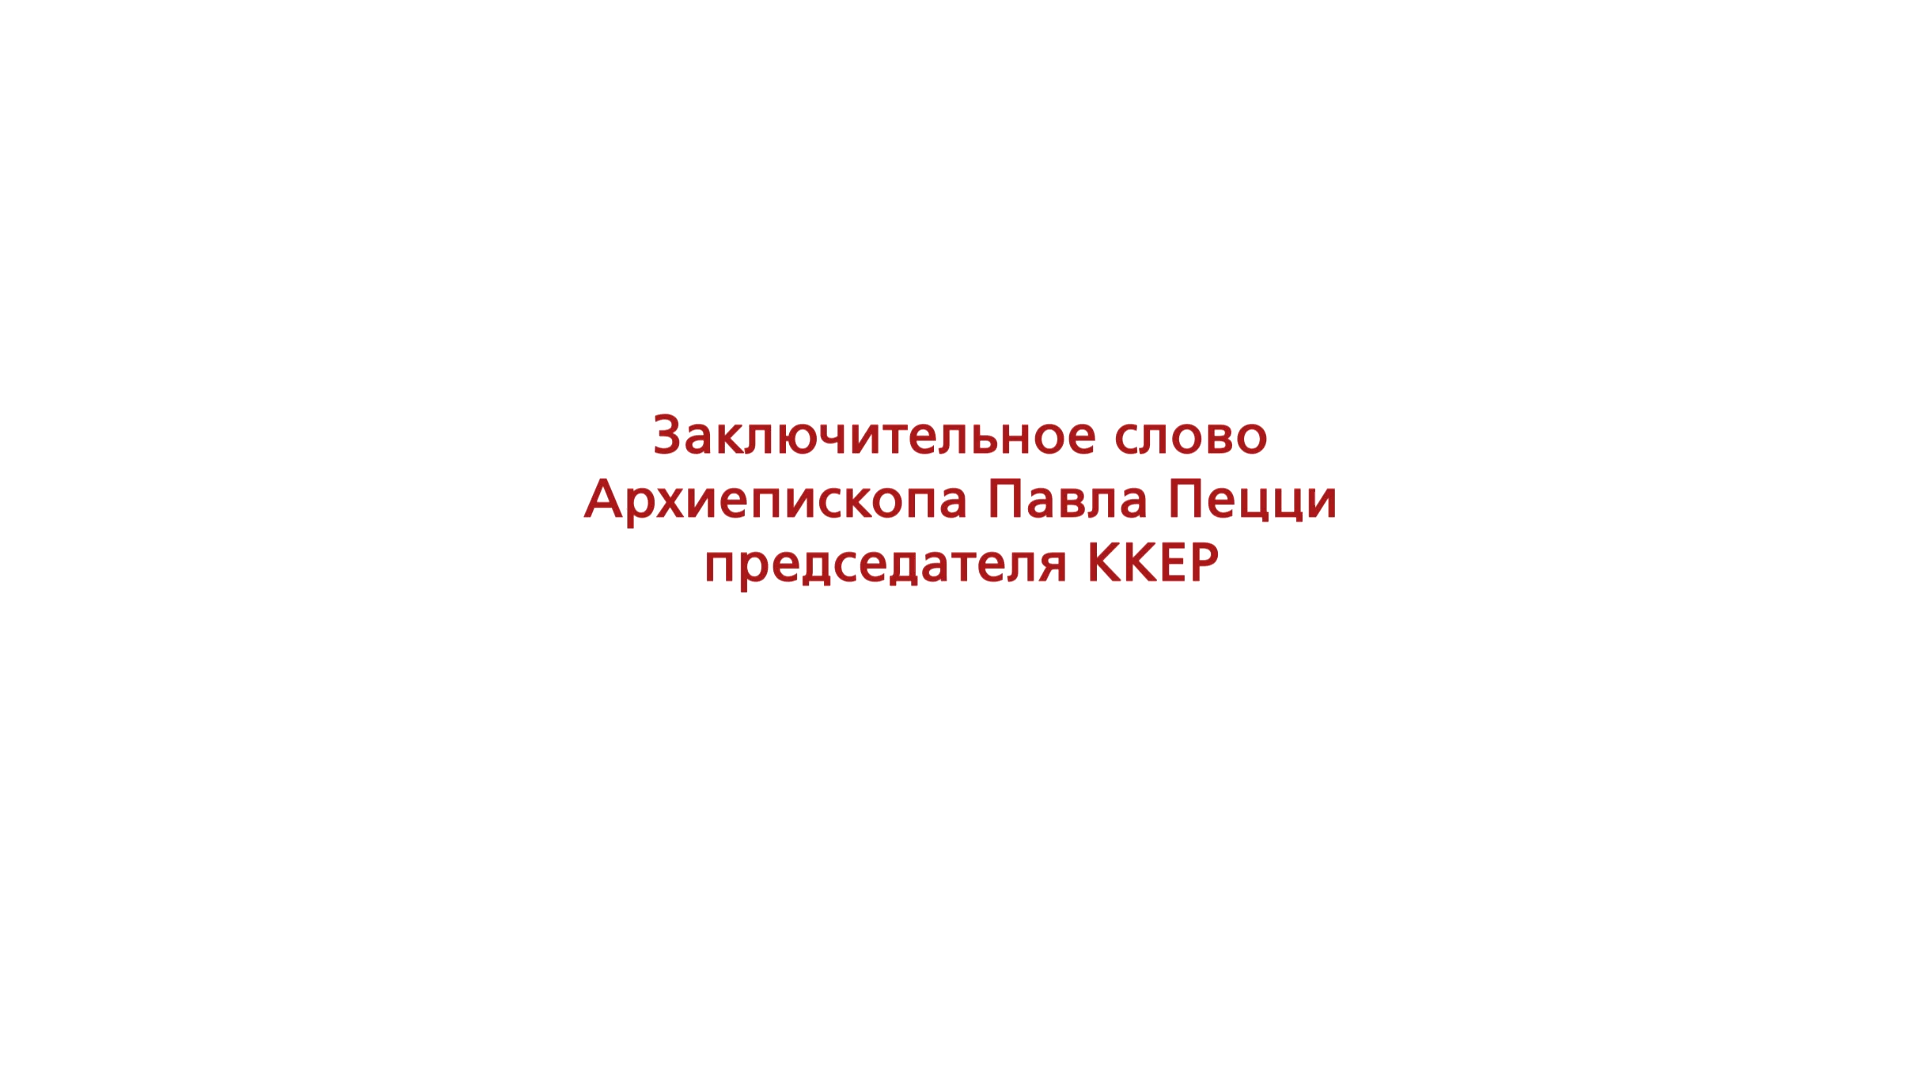 Заключительное слово
Архиепископа Павла Пецци
председателя ККЕР